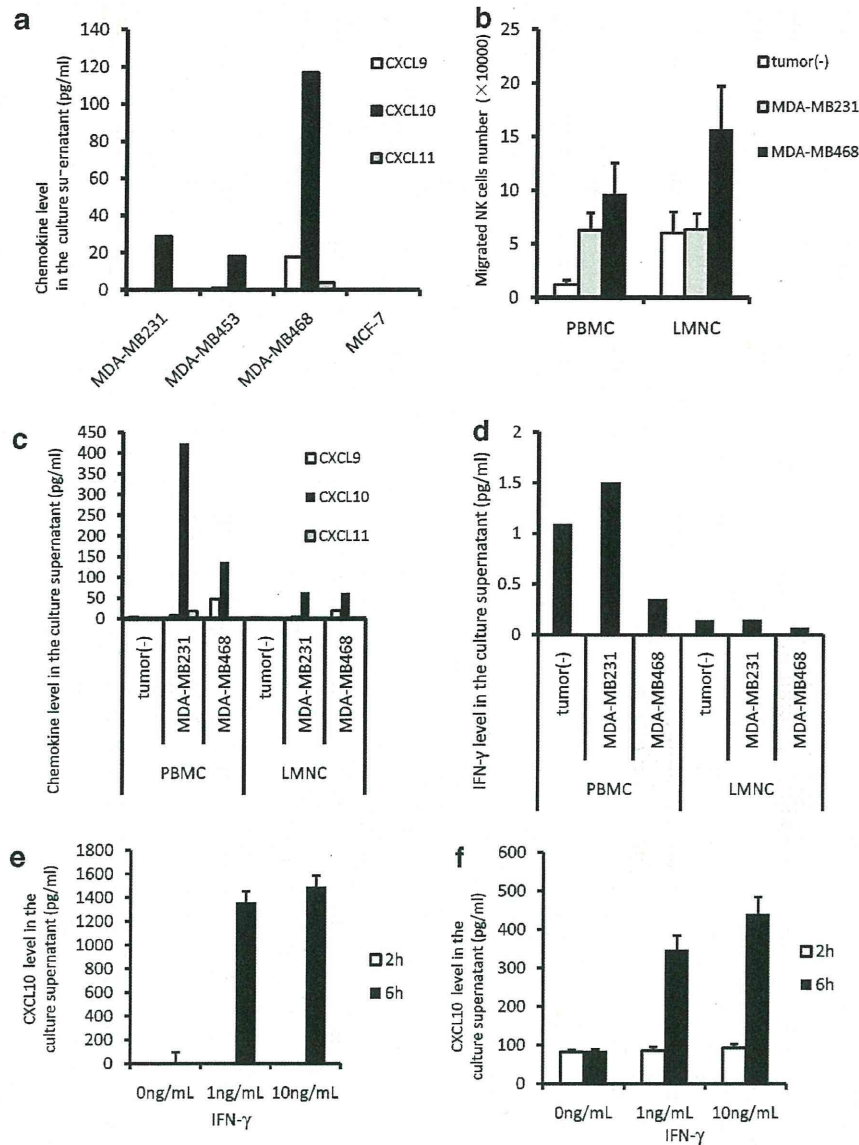 a
Chemokine level
in the culture su⁻ernatant (pg/ml)
140
120
100
80
60
40
20
0
CXCL9
CXCL10
CXCL11
MDA-MB231
MDA-MB453
MDA-MB468
MCF-7
b
Migrated NK cells number (×10000)
25
20
15
10
5
0
tumor(-)
MDA-MB231
MDA-MB468
PBMC
LMNC
c
Chemokine level in the culture supernatant (pg/ml)
450
400
350
300
250
200
150
100
50
0
CXCL9
CXCL10
CXCL11
tumor(-)
MDA-MB231
MDA-MB468
tumor(-)
MDA-MB231
MDA-MB468
PBMC
LMNC
d
IFN-γ level in the culture supernatant (pg/ml)
2
1.5
1
0.5
0
tumor(-)
MDA-MB231
MDA-MB468
tumor(-)
MDA-MB231
MDA-MB468
PBMC
LMNC
e
CXCL10 level in the
culture supernatant (pg/ml)
1800
1600
1400
1200
1000
800
600
400
200
0
2h
6h
0ng/mL 1ng/mL 10ng/mL
IFN-γ
f
CXCL10 level in the
culture supernatant (pg/ml)
600
500
400
300
200
100
0
2h
6h
0ng/mL 1ng/mL 10ng/mL
IFN-γ